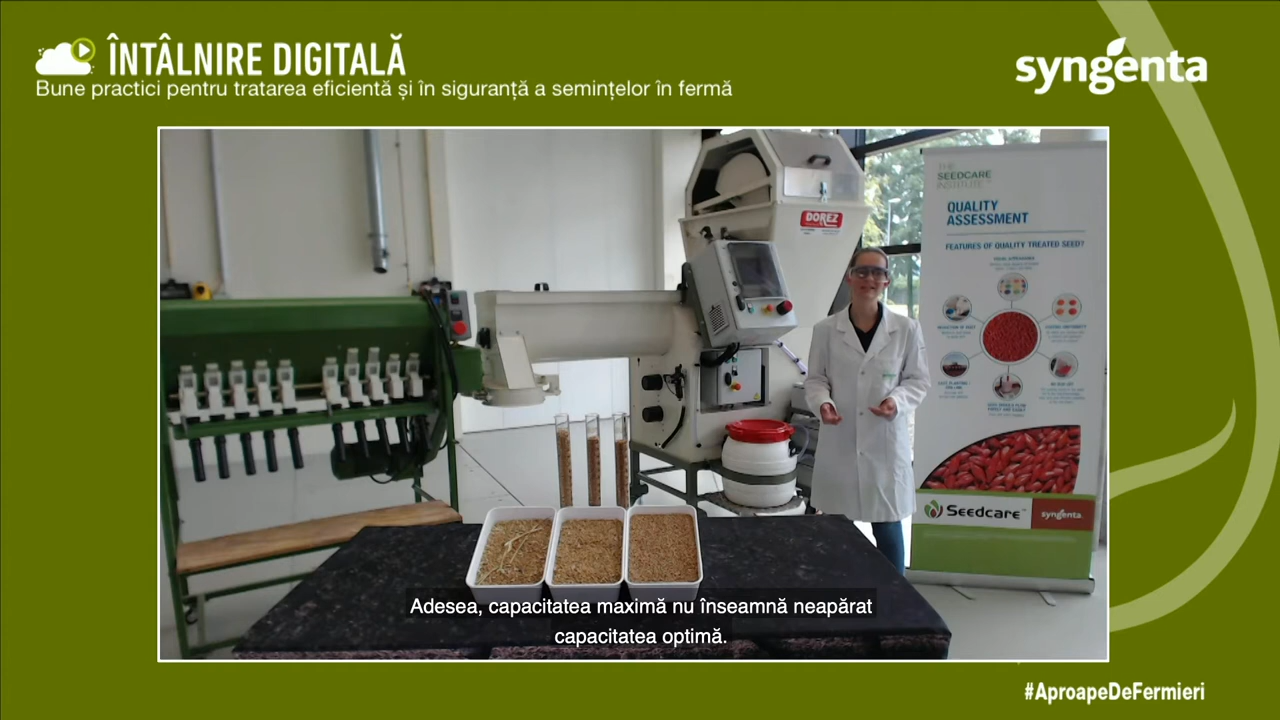 ÎNTÂLNIRE DIGITALĂ
Bune practici pentru tratarea eficientă și în siguranță a semințelor în fermă
syngenta
DOREZ
THE
SEEDCARE
INSTITUTE
QUALITY
ASSESSMENT
FEATURES OF QUALITY TREATED SEED?
Seedcare
syngenta
Adesea, capacitatea maximă nu înseamnă neapărat
capacitatea optimă.
#AproapeDeFermieri